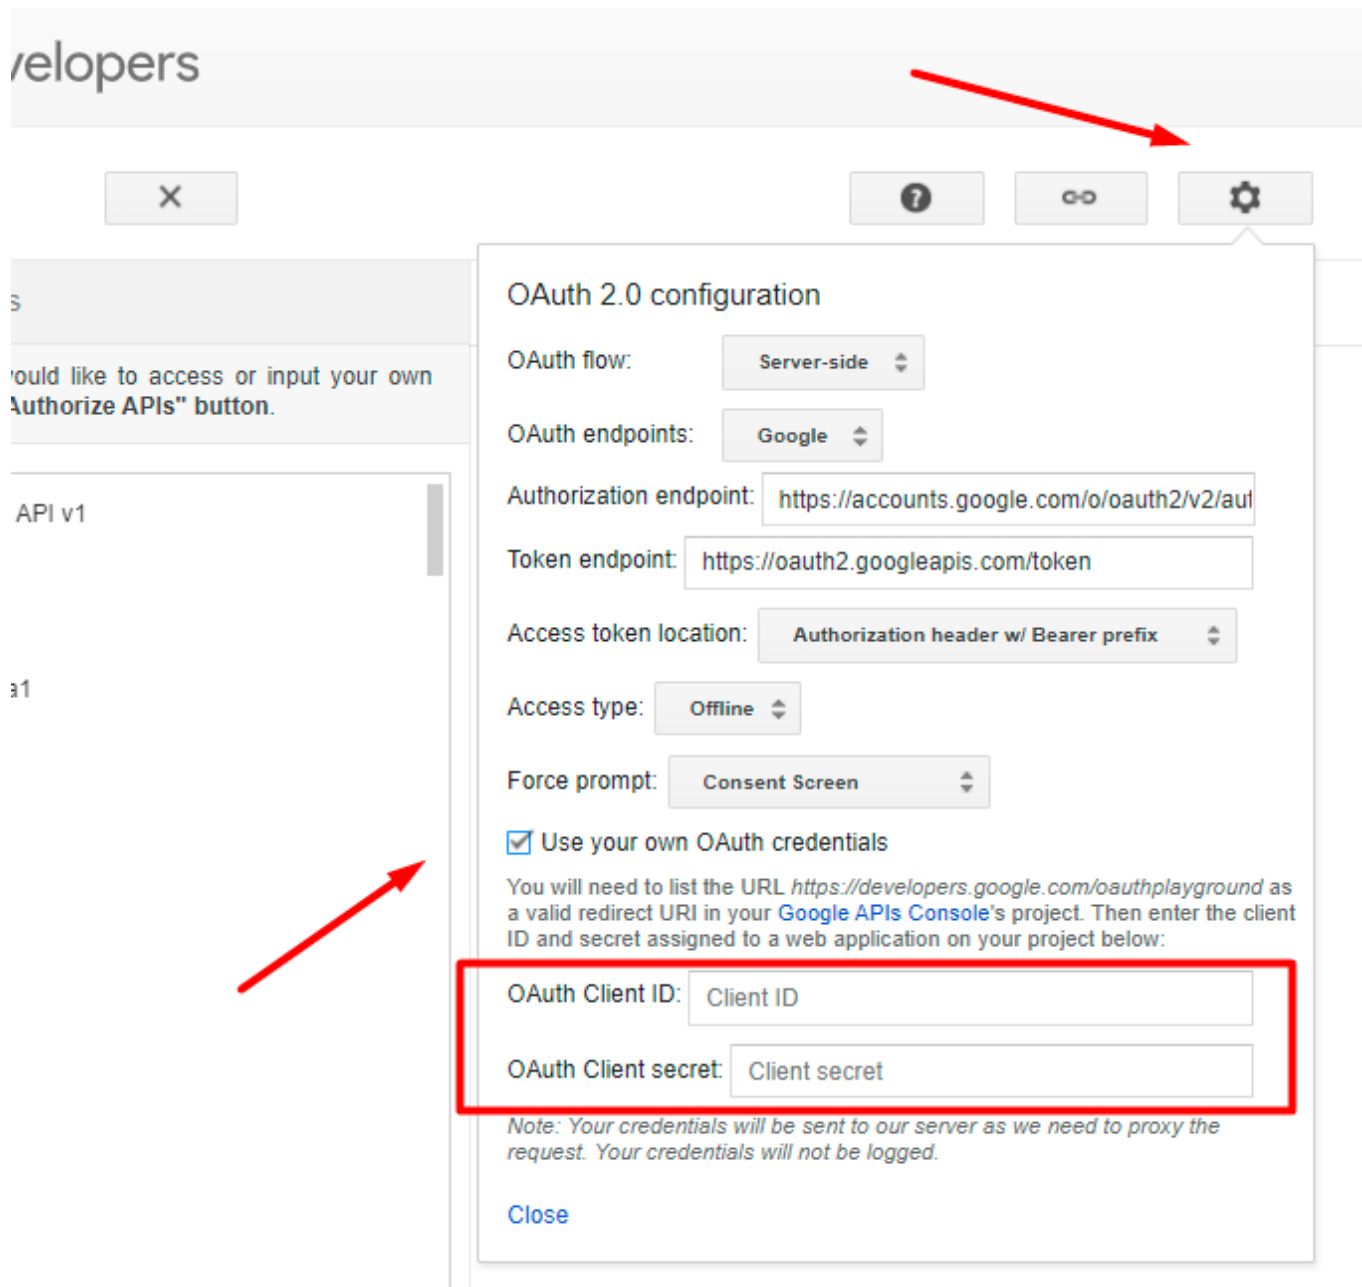 velopers
OAuth 2.0 configuration
s
OAuth flow: Server-side
ould like to access or input your own
Authorize APIs" button.
OAuth endpoints: Google
Authorization endpoint: https://accounts.google.com/o/oauth2/v2/aut
API v1
Token endpoint: https://oauth2.googleapis.com/token
Access token location: Authorization header w/ Bearer prefix
a1
Access type: Offline
Force prompt: Consent Screen
Use your own OAuth credentials
You will need to list the URL https://developers.google.com/oauthplayground as
a valid redirect URI in your Google APIs Console's project. Then enter the client
ID and secret assigned to a web application on your project below:
OAuth Client ID: Client ID
OAuth Client secret: Client secret
Note: Your credentials will be sent to our server as we need to proxy the
request. Your credentials will not be logged.
Close